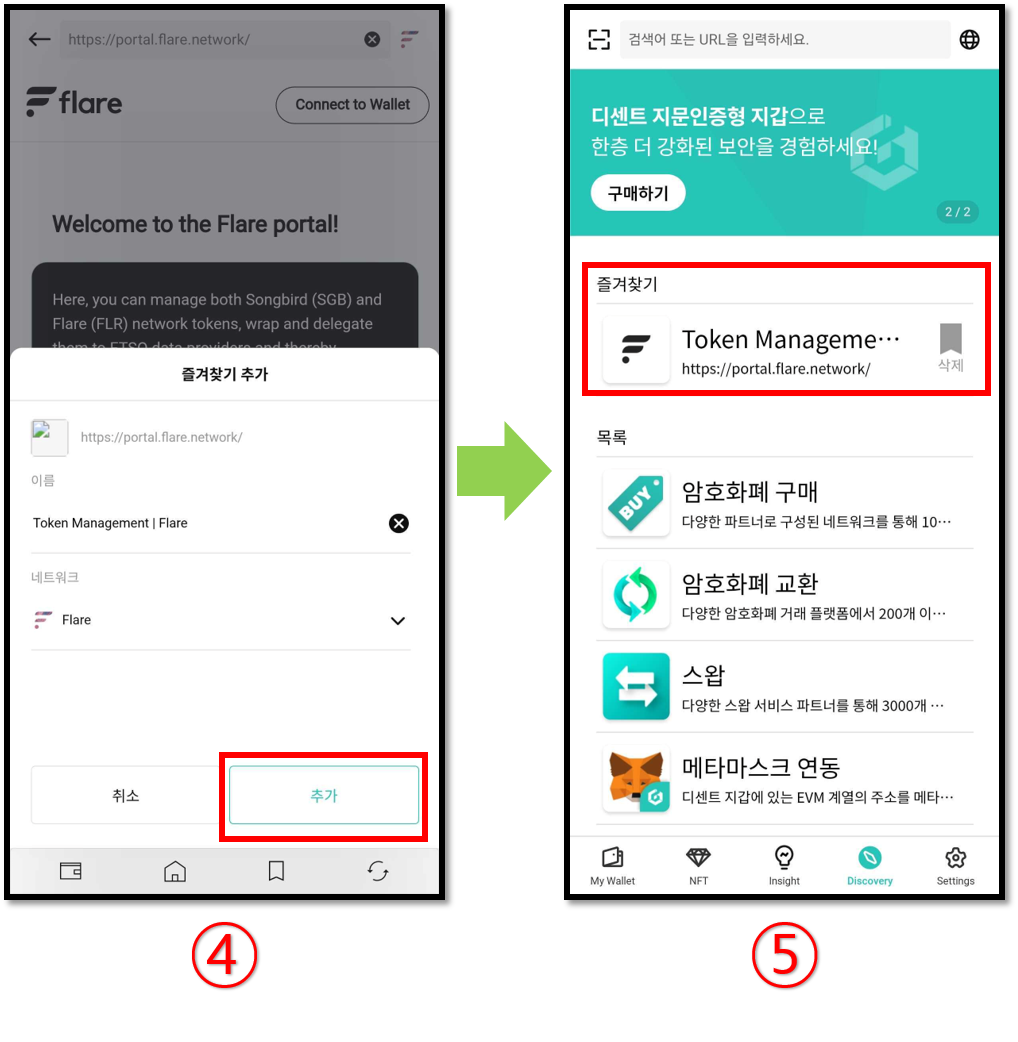 https://portal.flare.network/
flare
Connect to Wallet
Welcome to the Flare portal!
Here, you can manage both Songbird (SGB) and
Flare (FLR) network tokens, wrap and delegate
them to FTSO data providers and thereby
즐겨찾기 추가
https://portal.flare.network/
이름
Token Management | Flare
네트워크
Flare
취소
추가
④
검색어 또는 URL을 입력하세요.
디센트 지문인증형 지갑으로
한층 더 강화된 보안을 경험하세요!
구매하기
2 / 2
즐겨찾기
Token Manageme···
https://portal.flare.network/
삭제
목록
BUY
암호화폐 구매
다양한 파트너로 구성된 네트워크를 통해 10···
암호화폐 교환
다양한 암호화폐 거래 플랫폼에서 200개 이···
스왑
다양한 스왑 서비스 파트너를 통해 3000개 ···
메타마스크 연동
디센트 지갑에 있는 EVM 계열의 주소를 메타···
My Wallet
NFT
Insight
Discovery
Settings
⑤